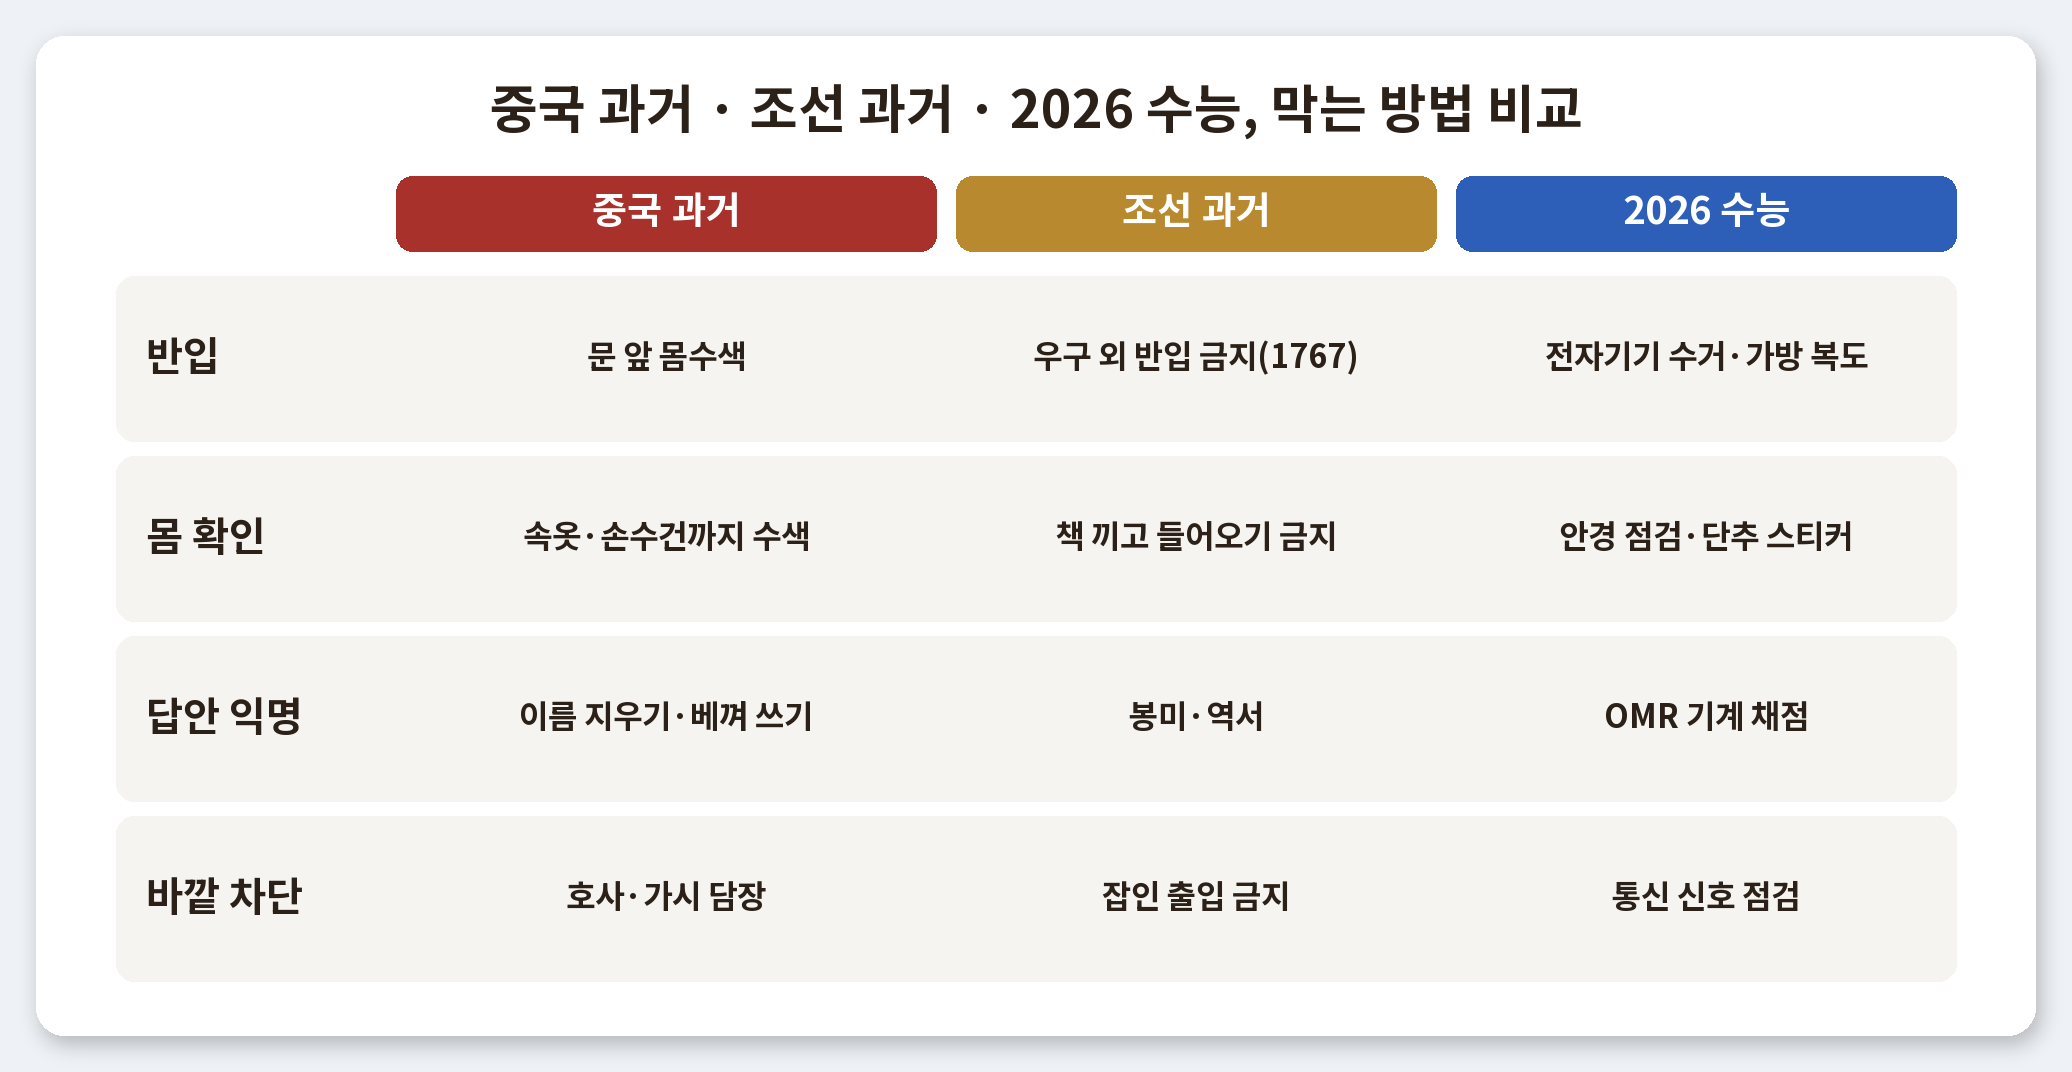 중국 과거 · 조선 과거 · 2026 수능, 막는 방법 비교
중국 과거 조선 과거 2026 수능
반입 문 앞 몸수색 우구 외 반입 금지(1767) 전자기기 수거·가방 복도
몸 확인 속옷·손수건까지 수색 책 끼고 들어오기 금지 안경 점검·단추 스티커
답안 익명 이름 지우기·베껴 쓰기 봉미·역서 OMR 기계 채점
바깥 차단 호사·가시 담장 잡인 출입 금지 통신 신호 점검